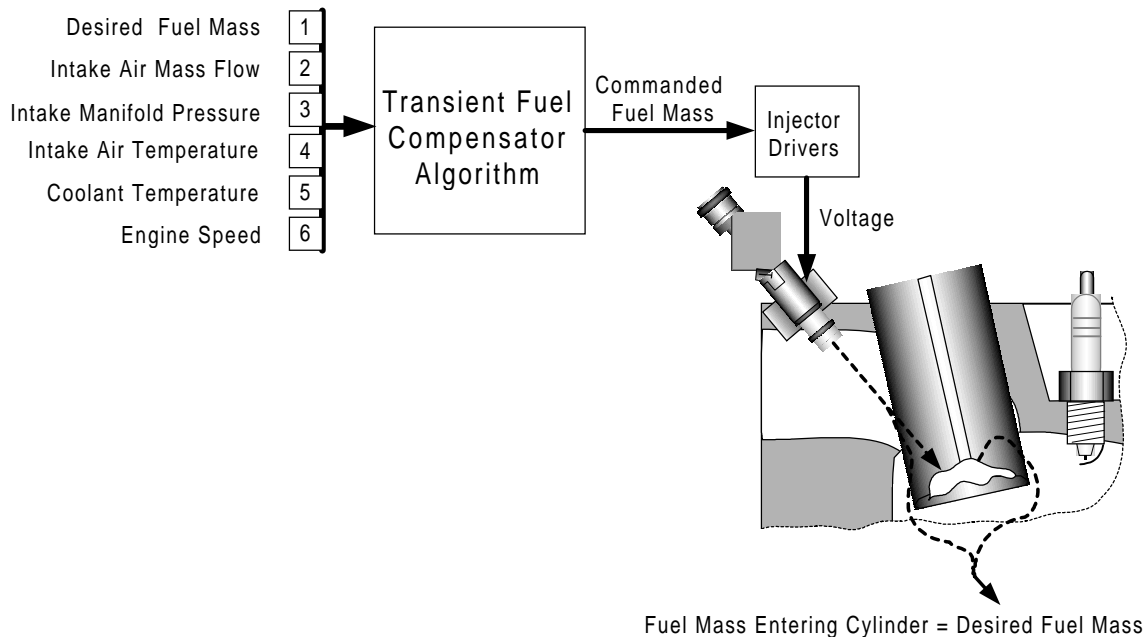 Desired Fuel Mass 1
Intake Air Mass Flow 2
Intake Manifold Pressure 3
Intake Air Temperature 4
Coolant Temperature 5
Engine Speed 6
Transient Fuel
Compensator
Algorithm
Commanded
Fuel Mass
Injector
Drivers
Voltage
Fuel Mass Entering Cylinder = Desired Fuel Mass